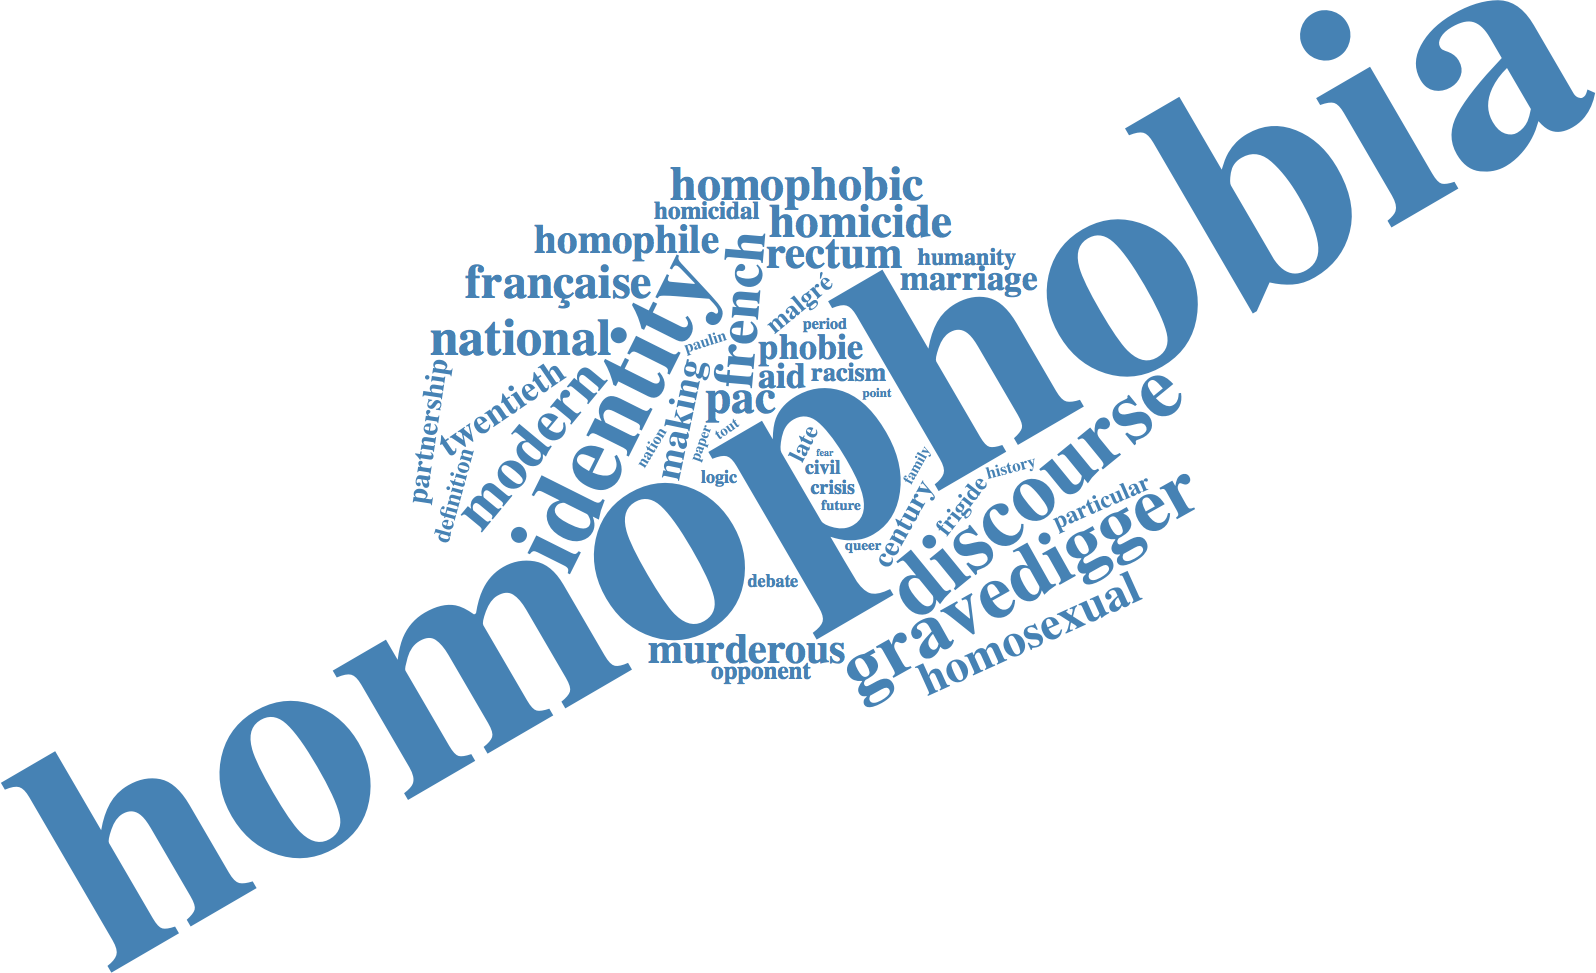 homophobia
homophobic
homicidal
homicide
homophile
rectum
humanity
française
french
marriage
malgré
identity
national
period
paulin
phobie
partnership
twentieth
modern
making
aid
racism
pac
point
discourse
definition
nation
paper
tout
late
fear
civil
logic
family
history
crisis
future
century
frigide
particular
queer
gravedigger
debate
homosexual
murderous
opponent